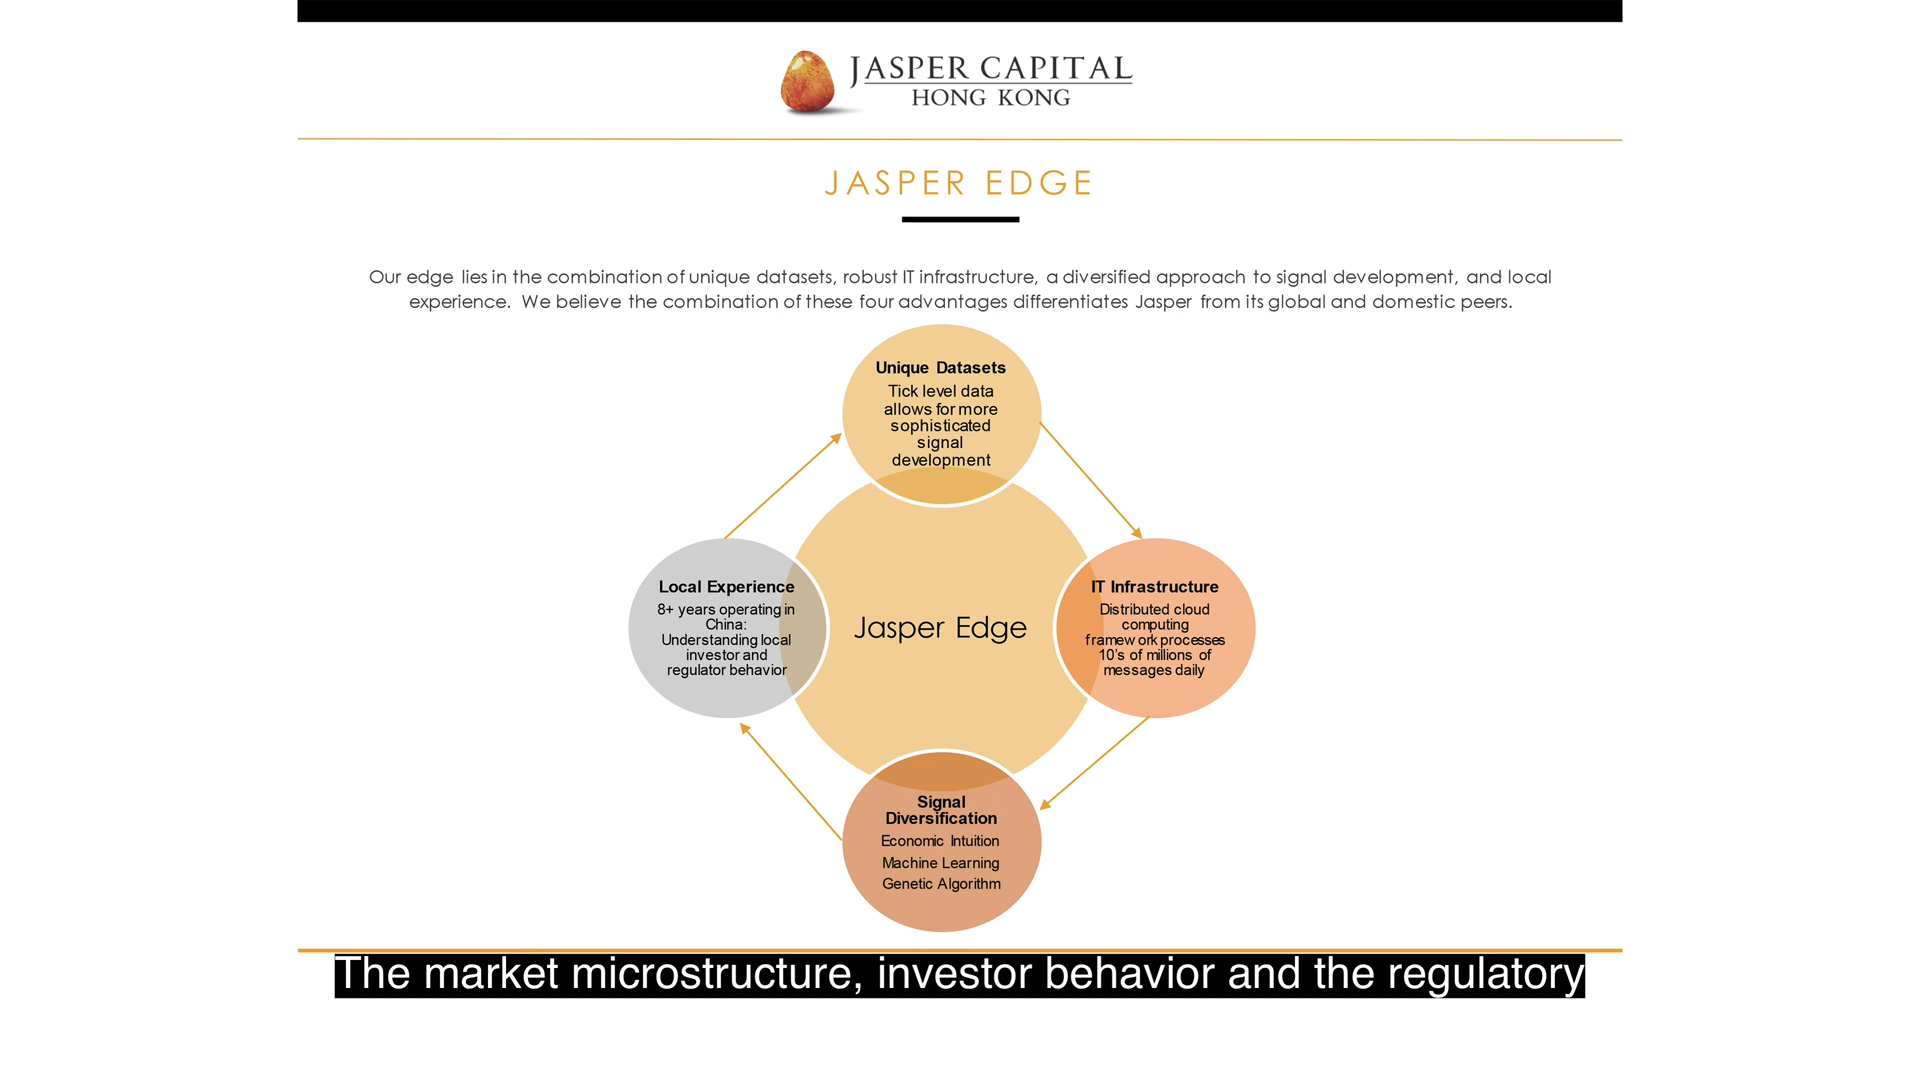 JASPER CAPITAL
HONG KONG
JASPER EDGE
Our edge lies in the combination of unique datasets, robust IT infrastructure, a diversified approach to signal development, and local
experience. We believe the combination of these four advantages differentiates Jasper from its global and domestic peers.
Unique Datasets
Tick level data
allows for more
sophisticated
signal
development
Local Experience
8+ years operating in
China:
Understanding local
investor and
regulator behavior
Jasper Edge
IT Infrastructure
Distributed cloud
computing
framework processes
10's of millions of
messages daily
Signal
Diversification
Economic Intuition
Machine Learning
Genetic Algorithm
The market microstructure, investor behavior and the regulatory